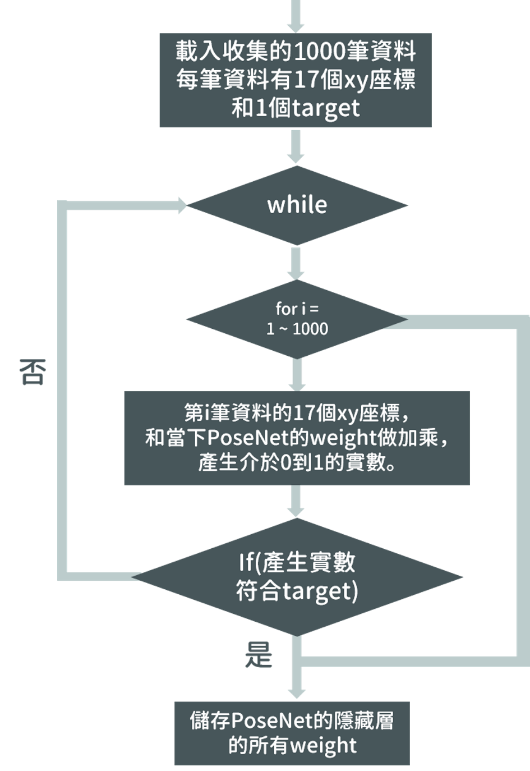 載入收集的1000筆資料
每筆資料有17個xy座標
和1個target
while
for i =
1 ~ 1000
否
第i筆資料的17個xy座標，
和當下PoseNet的weight做加乘，
產生介於0到1的實數。
If(產生實數
符合target)
是
儲存PoseNet的隱藏層
的所有weight